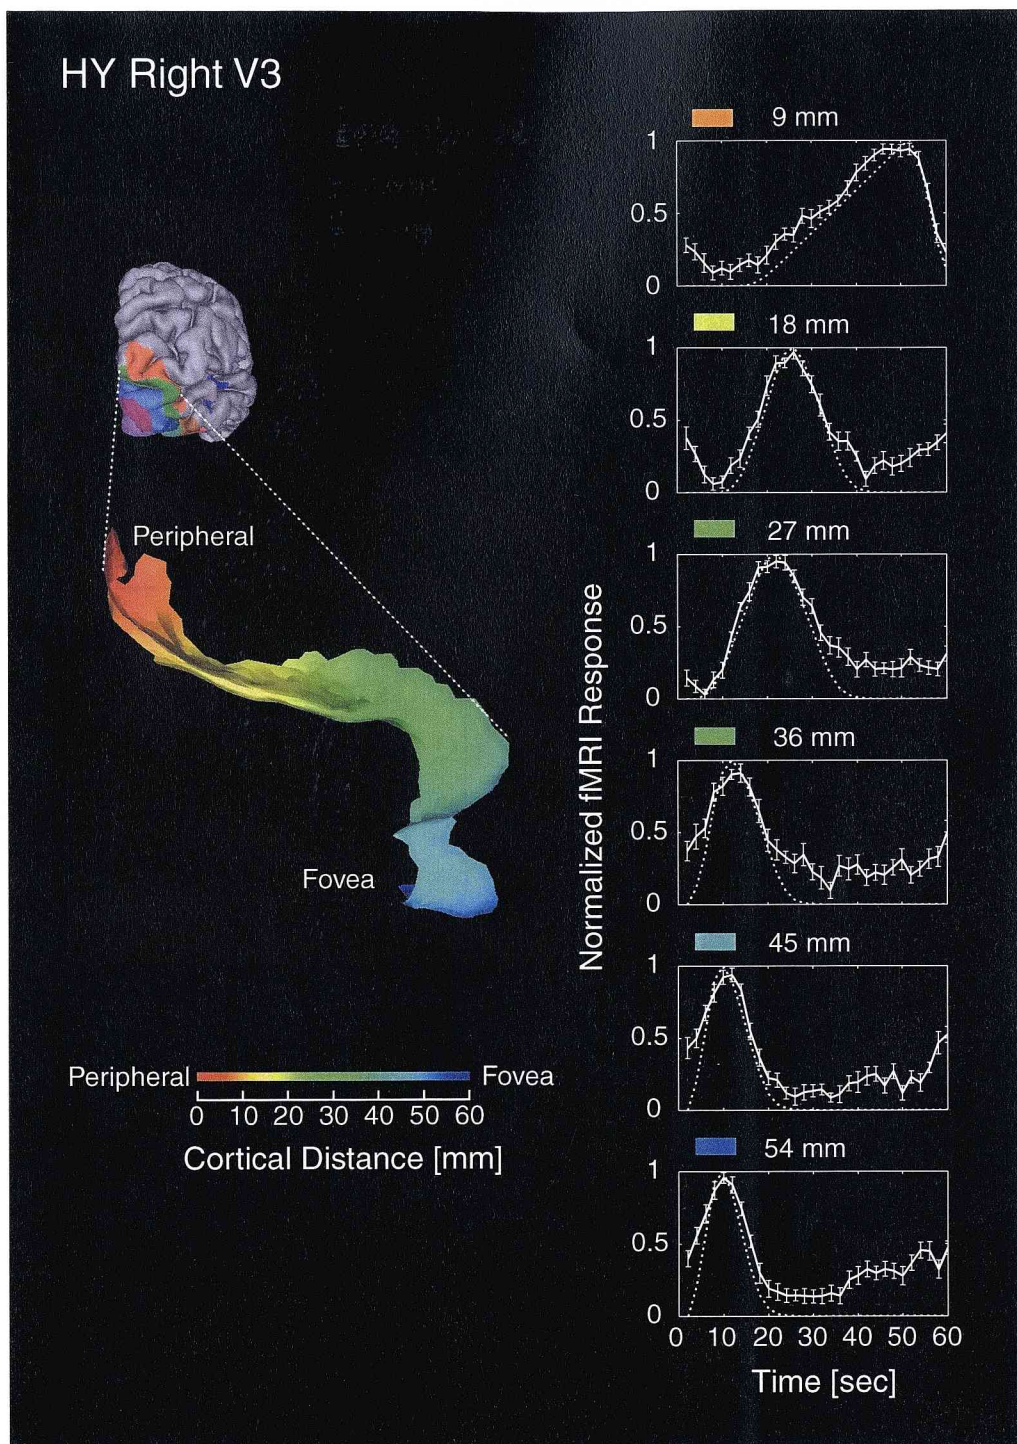 HY Right V3
Peripheral
Fovea
Peripheral
Fovea
0 10 20 30 40 50 60
Cortical Distance [mm]
Normalized fMRI Response
9 mm
1
0.5
0
18 mm
1
0.5
0
27 mm
1
0.5
0
36 mm
1
0.5
0
45 mm
1
0.5
0
54 mm
1
0.5
0
0 10 20 30 40 50 60
Time [sec]